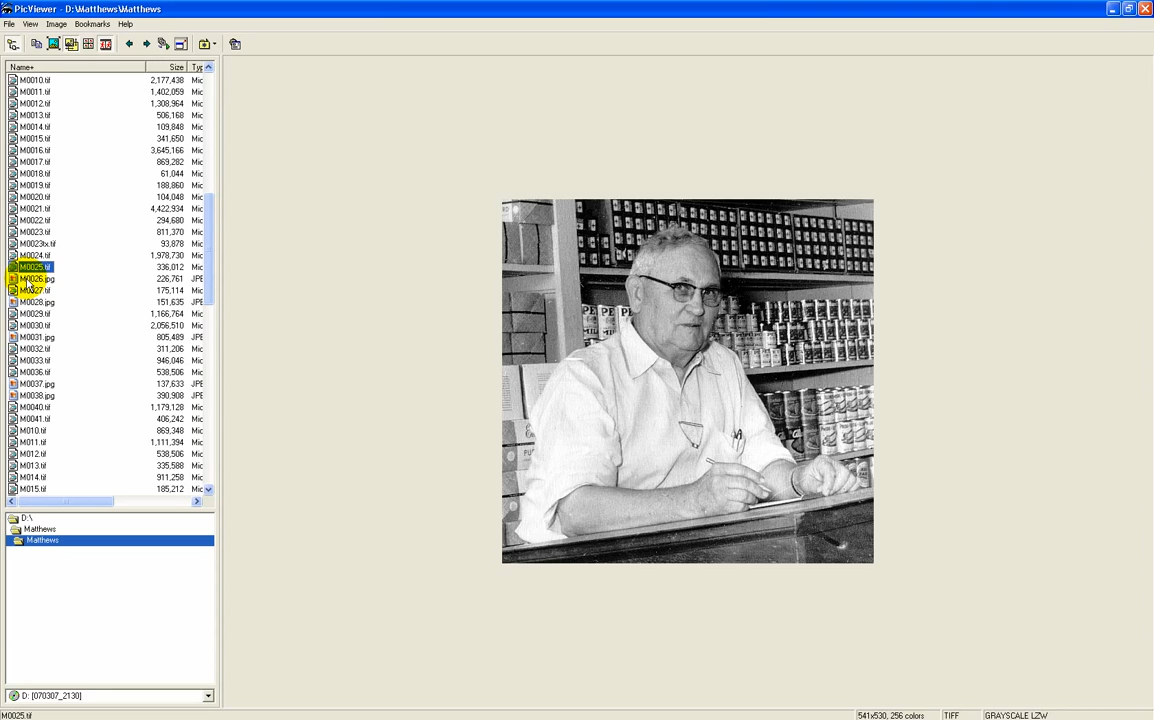 PicViewer - D:\Matthews\Matthews
File View Image Bookmarks Help
Name+ Size Typ
M0010.tif 2,177,438 Mic
M0011.tif 1,402,059 Mic
M0012.tif 1,308,964 Mic
M0013.tif 506,168 Mic
M0014.tif 109,848 Mic
M0015.tif 341,650 Mic
M0016.tif 3,645,166 Mic
M0017.tif 869,282 Mic
M0018.tif 61,044 Mic
M0019.tif 188,860 Mic
M0020.tif 104,048 Mic
M0021.tif 4,422,934 Mic
M0022.tif 294,680 Mic
M0023.tif 811,370 Mic
M0023tx.tif 93,878 Mic
M0024.tif 1,978,730 Mic
M0025.tif 336,012 Mic
M0026.jpg 226,761 JPE
M0027.tif 175,114 Mic
M0028.jpg 151,635 JPE
M0029.tif 1,166,764 Mic
M0030.tif 2,056,510 Mic
M0031.jpg 805,489 JPE
M0032.tif 311,206 Mic
M0033.tif 946,046 Mic
M0036.tif 538,506 Mic
M0037.jpg 137,633 JPE
M0038.jpg 390,908 JPE
M0040.tif 1,179,128 Mic
M0041.tif 406,242 Mic
M010.tif 869,348 Mic
M011.tif 1,111,394 Mic
M012.tif 538,506 Mic
M013.tif 335,588 Mic
M014.tif 911,258 Mic
M015.tif 185,212 Mic
D:\
Matthews
Matthews
D: [070307_2130]
M0025.tif 541x530, 256 colors TIFF GRAYSCALE LZW